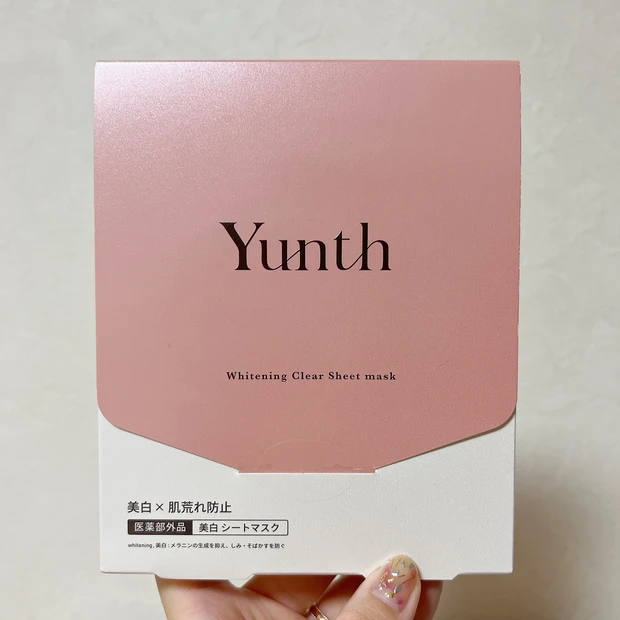 Yunth
Whitening Clear Sheet mask
美白×肌荒れ防止
医薬部外品 美白 シートマスク
whitening, 美白：メラニンの生成を抑え、しみ・そばかすを防ぐ